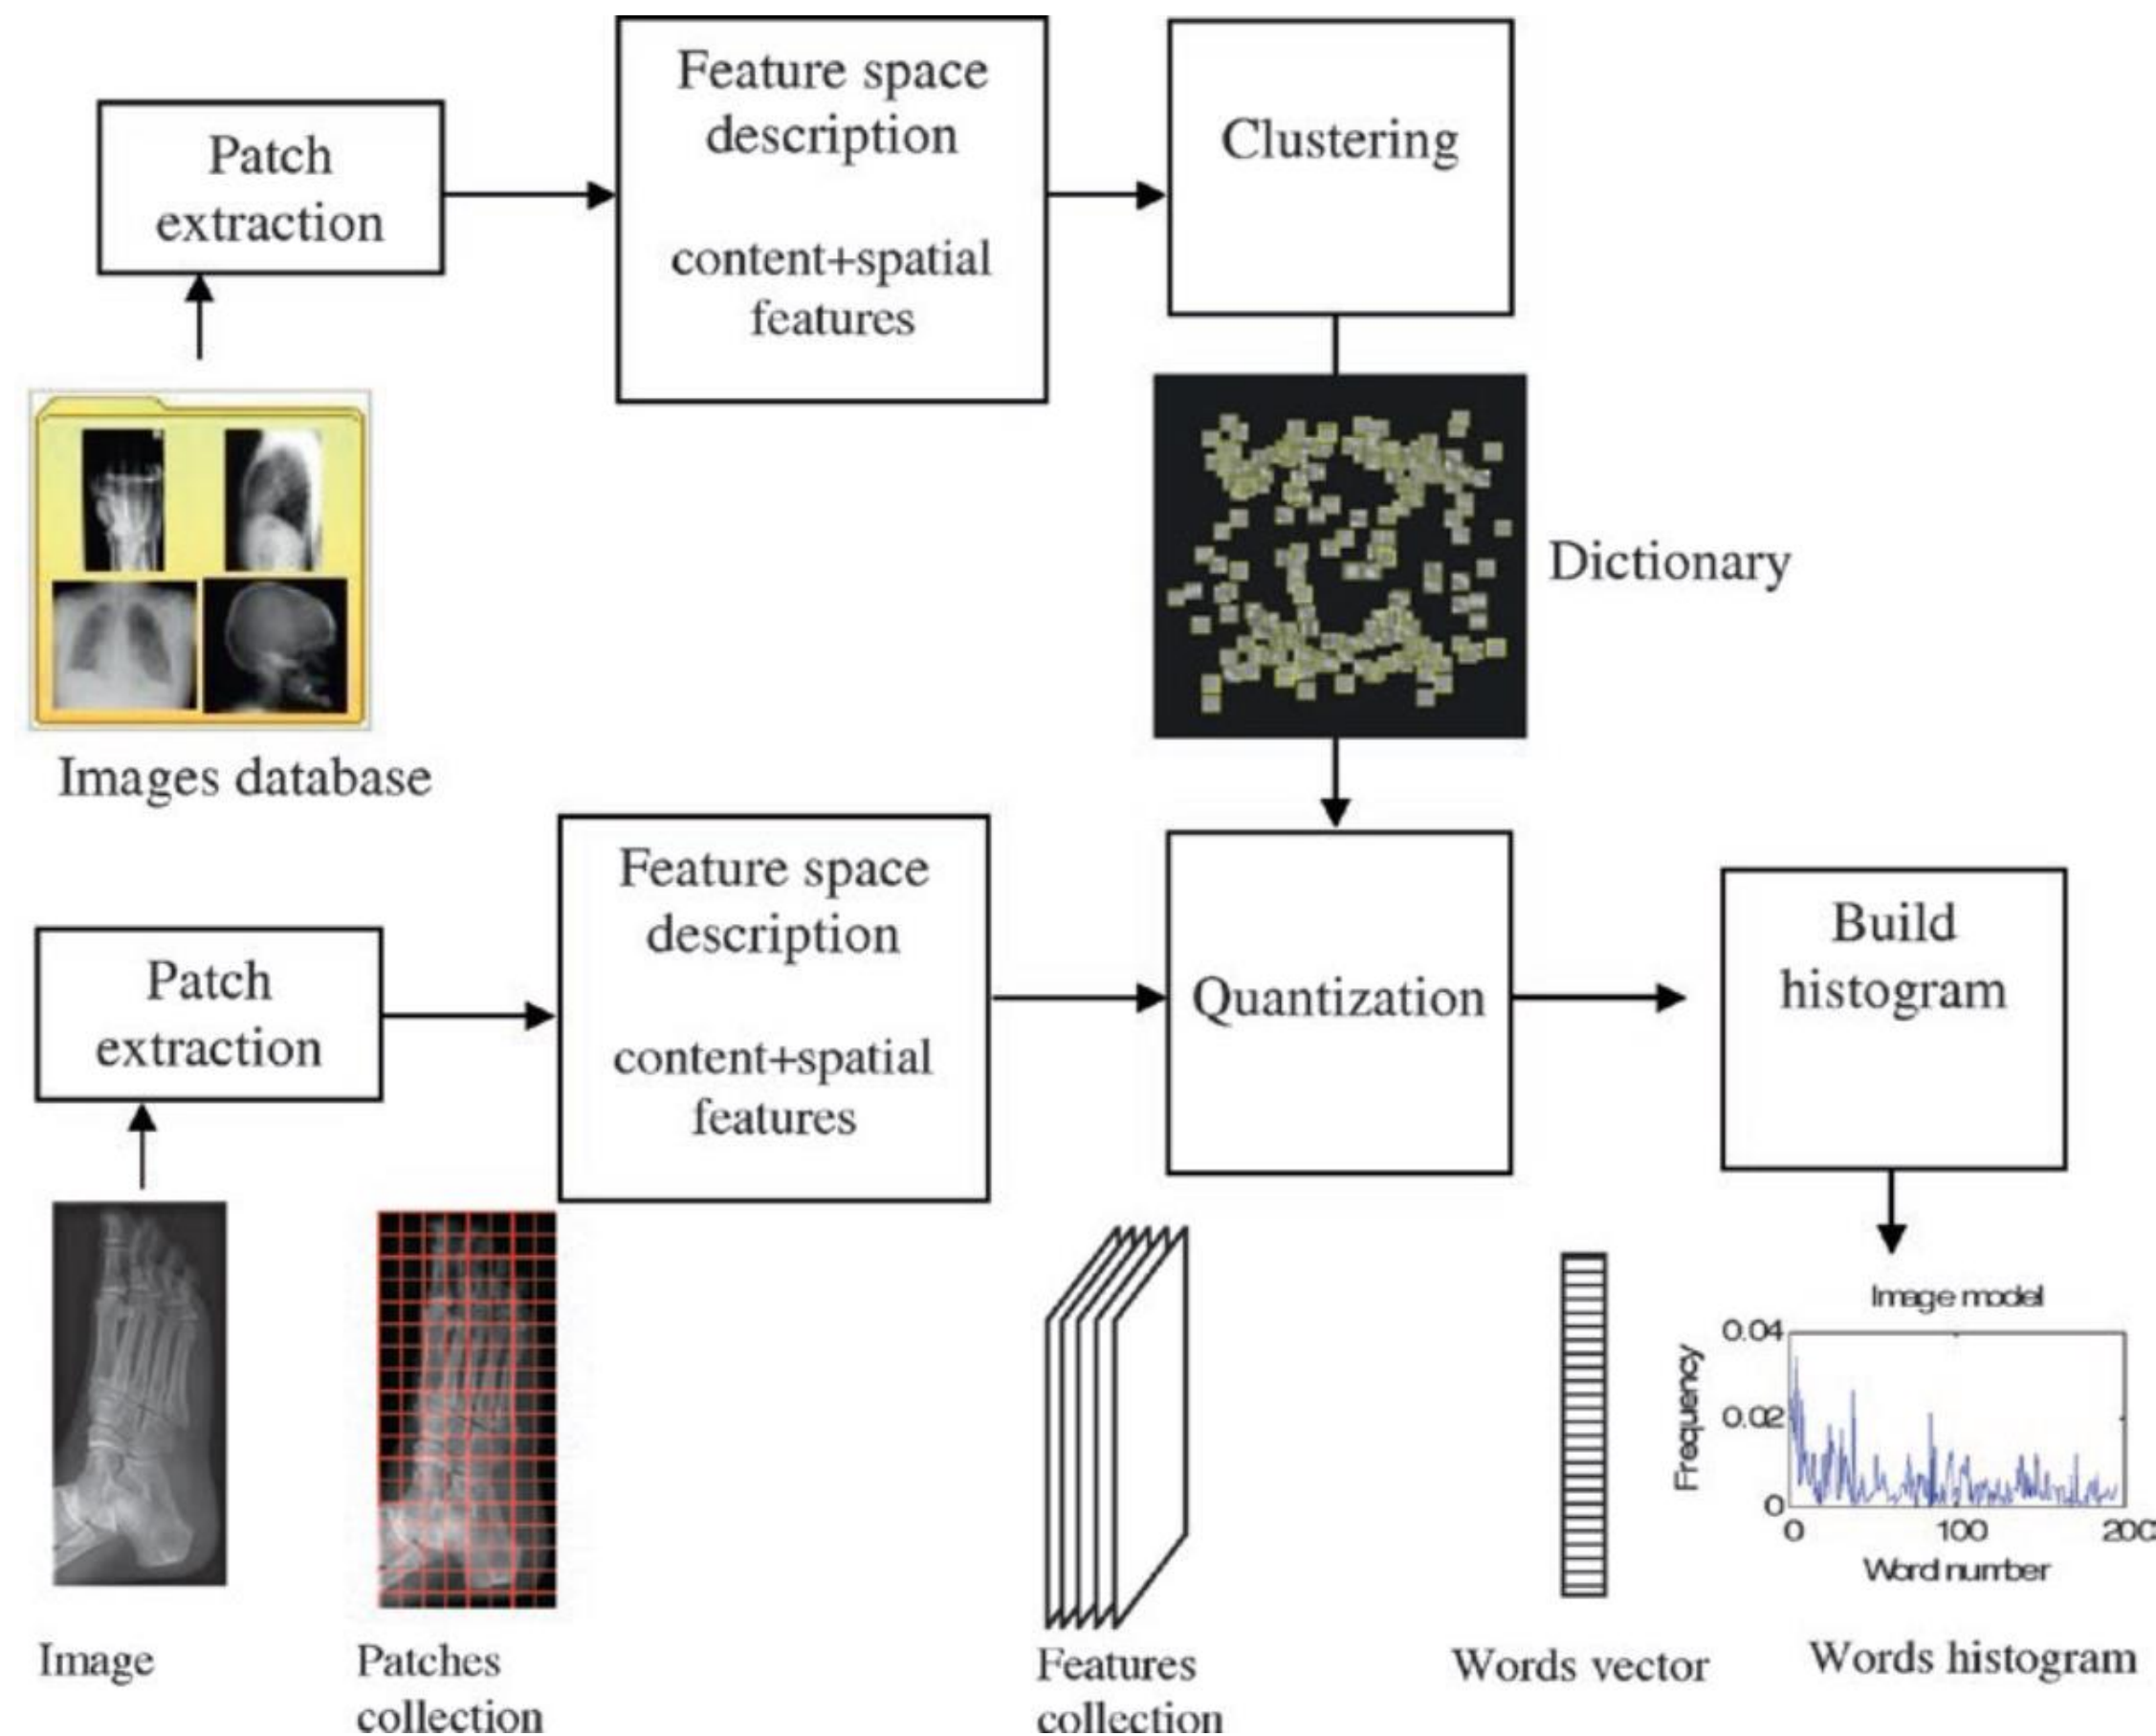 Patch
extraction
Feature space
description
content+spatial
features
Clustering
Images database
Dictionary
Patch
extraction
Feature space
description
content+spatial
features
Quantization
Build
histogram
Image
Patches
collection
Features
collection
Words vector
Image model
Frequency
0.04
0.02
0
0
100
200
Word number
Words histogram